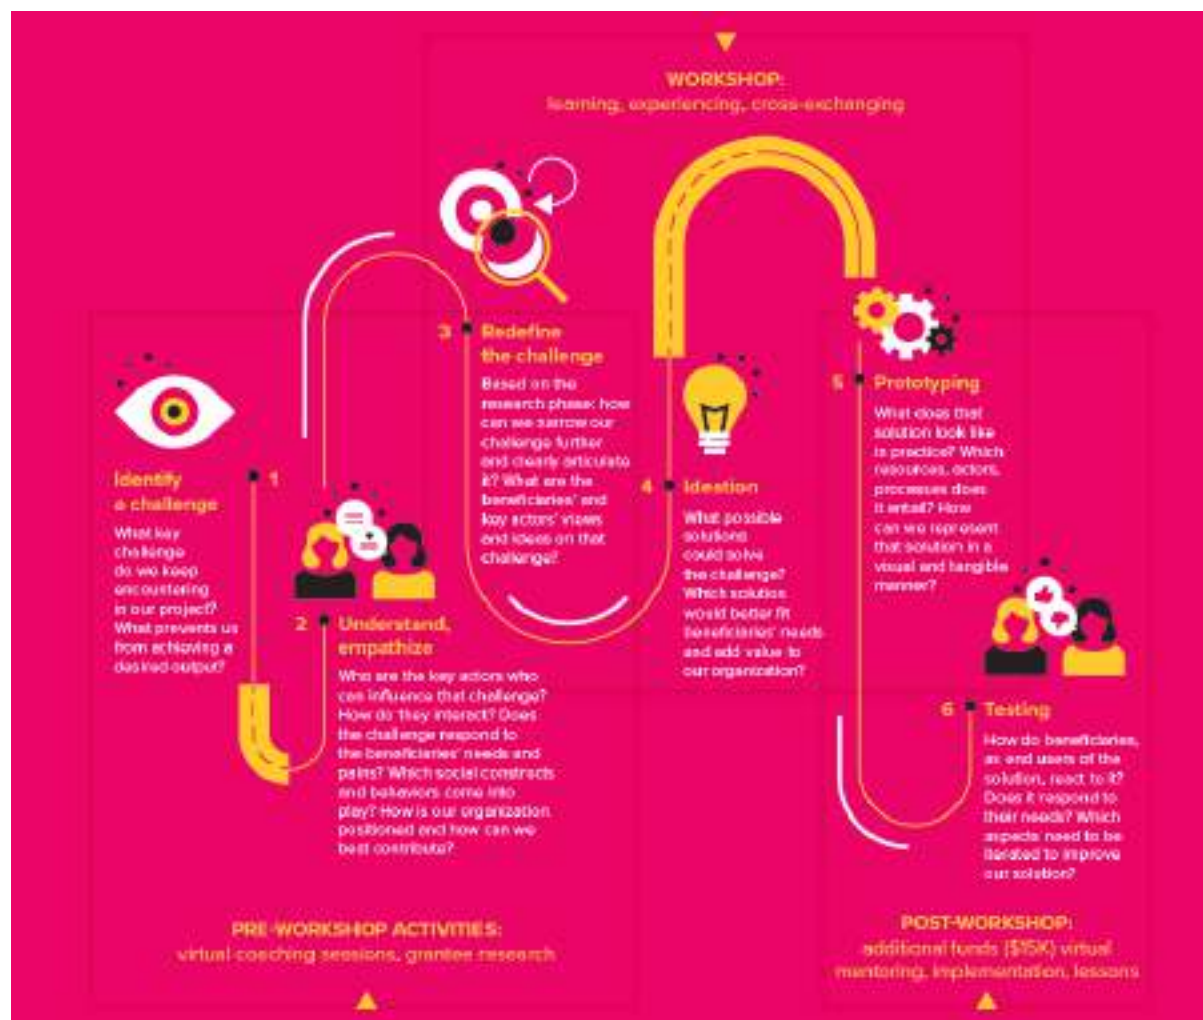 WORKSHOP:
learning, experiencing, cross-exchanging
Identify
a challenge
1
What key
challenge
do we keep
encountering
in our project?
What prevents us
from achieving a
desired output?
2
Understand,
empathize
Who are the key actors who
can influence that challenge?
How do they interact? Does
the challenge respond to
the beneficiaries' needs and
pains? Which social constructs
and behaviors come into
play? How is our organization
positioned and how can we
best contribute?
3
Redefine
the challenge
Based on the
research phase: how
can we narrow our
challenge further
and clearly articulate
it? What are the
beneficiaries' and
key actors' views
and ideas on that
challenge?
4
Ideation
What possible
solutions
could solve
the challenge?
Which solution
would better fit
beneficiaries' needs
and add value to
our organization?
5
Prototyping
What does that
solution look like
is practice? Which
resources, actors,
processes does
it entail? How
can we represent
that solution in a
visual and tangible
manner?
6
Testing
How do beneficiaries,
as end users of the
solution, react to it?
Does it respond to
their needs? Which
aspects need to be
iterated to improve
our solution?
PRE-WORKSHOP ACTIVITIES:
virtual coaching sessions, grantee research
POST-WORKSHOP:
additional funds ($15K) virtual
mentoring, implementation, lessons